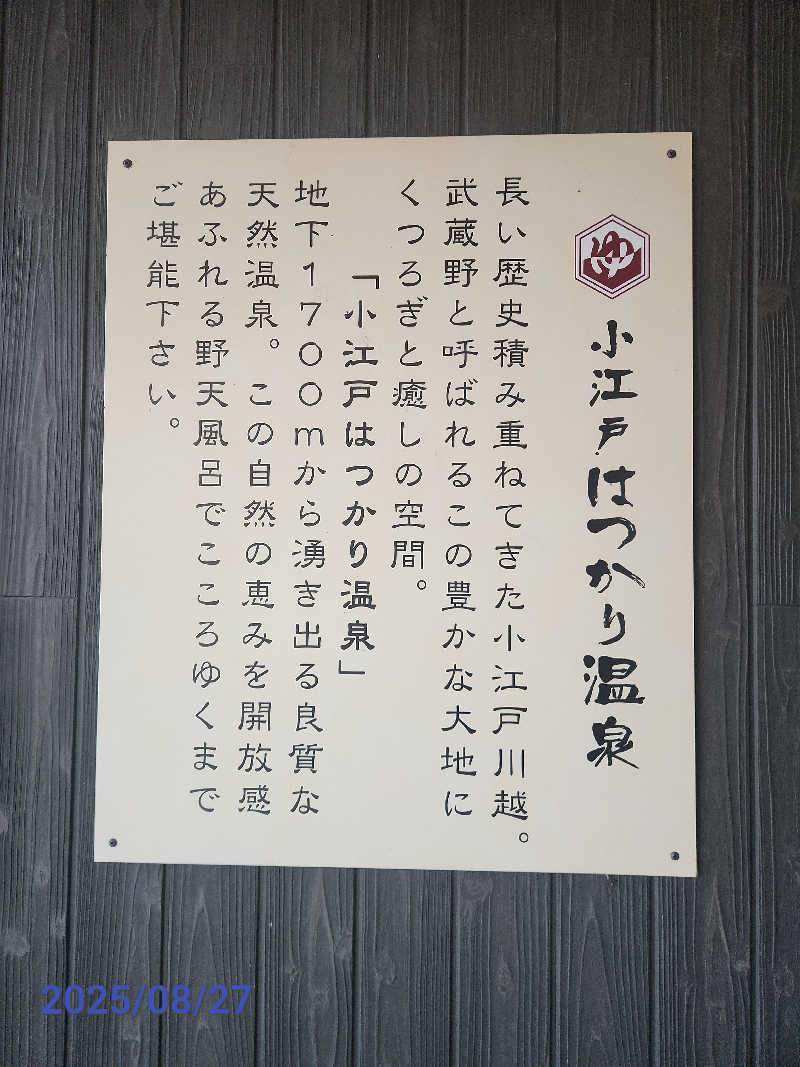 ゆ
小江戸はつかり温泉
長い歴史積み重ねてきた小江戸川越。
武蔵野と呼ばれるこの豊かな大地に
くつろぎと癒しの空間。
「小江戸はつかり温泉」
地下1700mから湧き出る良質な
天然温泉。この自然の恵みを開放感
あふれる野天風呂でこころゆくまで
ご堪能下さい。
2025/08/27